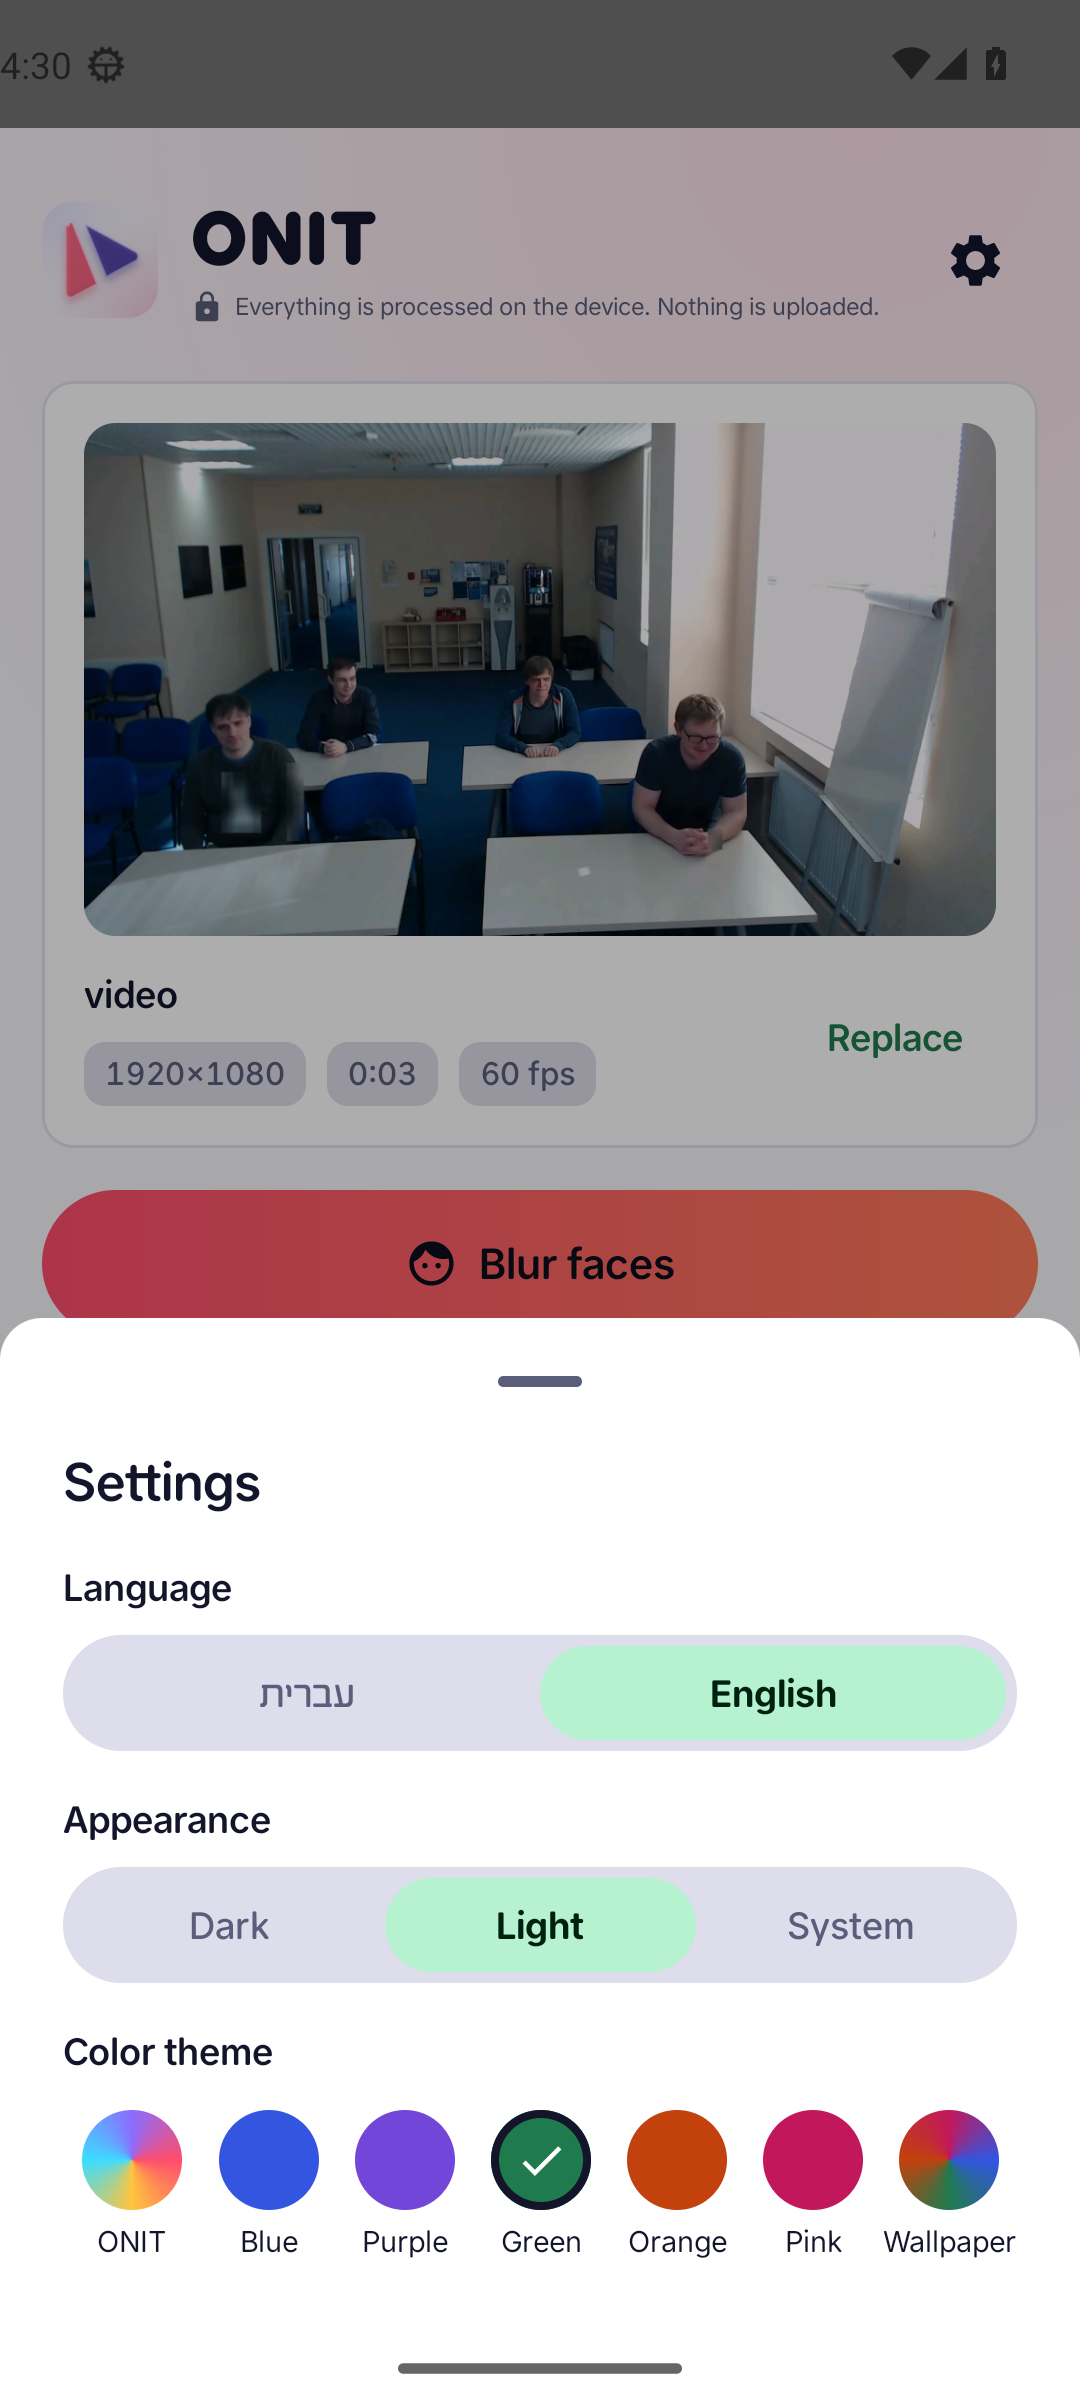 4:30
ONIT
Everything is processed on the device. Nothing is uploaded.
video
1920×1080 0:03 60 fps
Replace
Blur faces
Settings
Language
עברית English
Appearance
Dark Light System
Color theme
ONIT Blue Purple Green Orange Pink Wallpaper